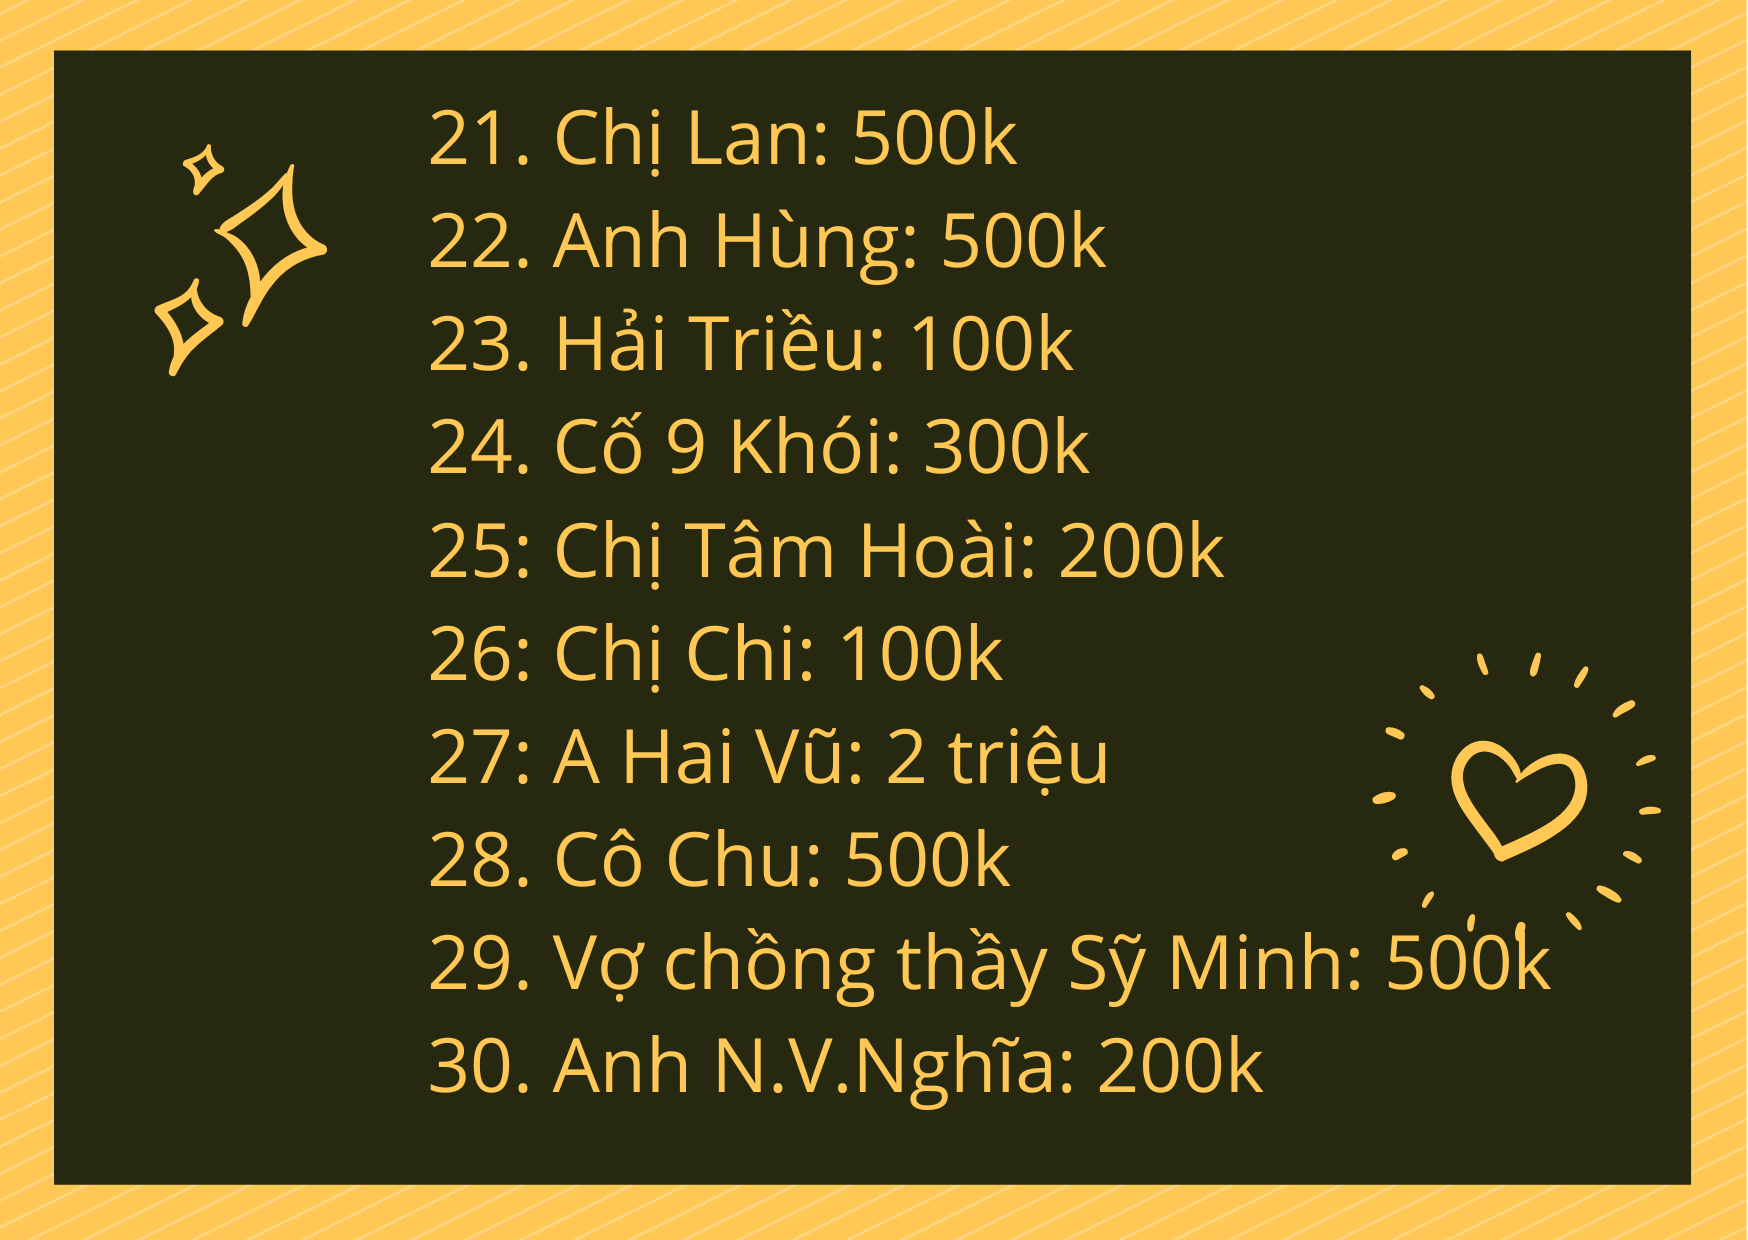 21. Chị Lan: 500k
22. Anh Hùng: 500k
23. Hải Triều: 100k
24. Cố 9 Khói: 300k
25: Chị Tâm Hoài: 200k
26: Chị Chi: 100k
27: A Hai Vũ: 2 triệu
28. Cô Chu: 500k
29. Vợ chồng thầy Sỹ Minh: 500k
30. Anh N.V.Nghĩa: 200k